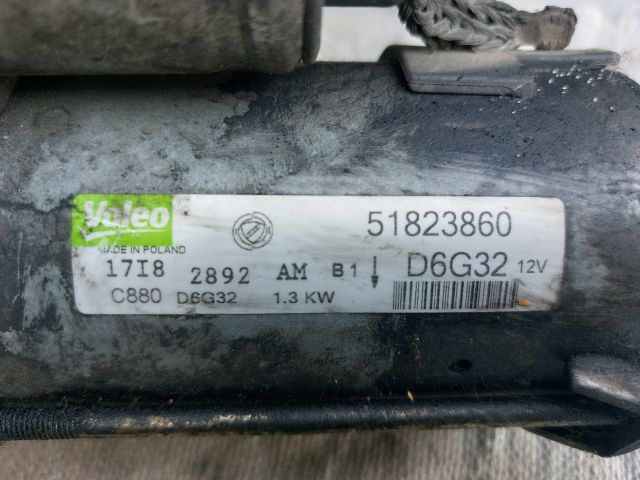 Valeo
MADE IN POLAND
51823860
17I8 2892 AM B1 D6G32 12V
C880 D6G32 1.3 KW